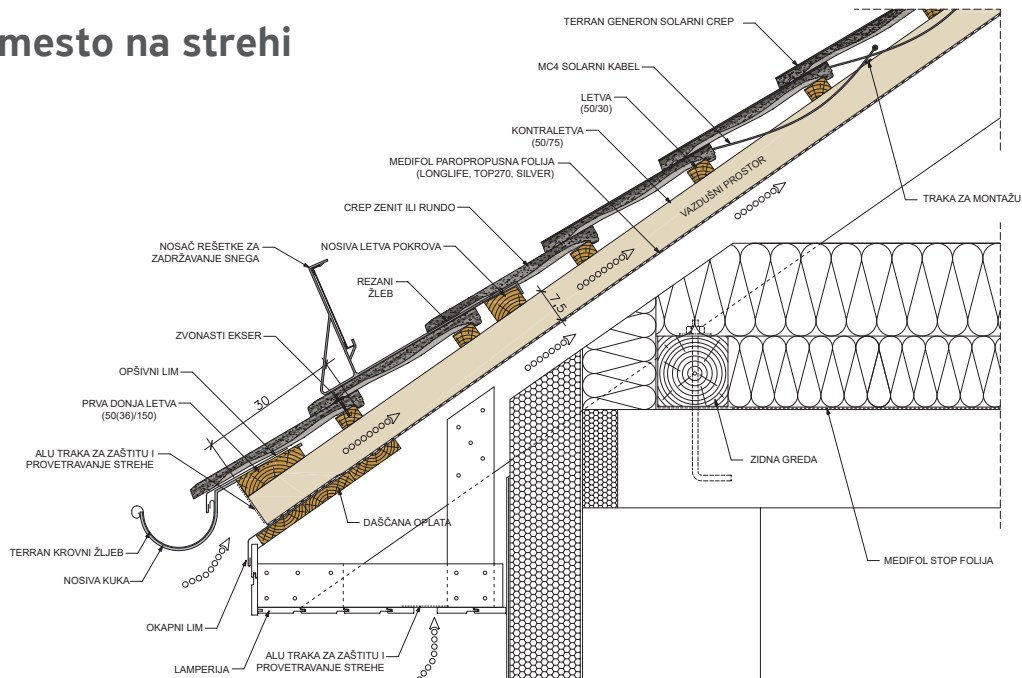 mesto na strehi
TERRAN GENERON SOLARNI CREP
MC4 SOLARNI KABEL
LETVA
(50/30)
KONTRALETVA
(50/75)
MEDIFOL PAROPROPUSNA FOLIJA
(LONGLIFE, TOP270, SILVER)
CREP ZENIT ILI RUNDO
NOSAČ REŠETKE ZA
ZADRŽAVANJE SNEGA
NOSIVA LETVA POKROVA
REZANI
ŽLEB
ZVONASTI EKSER
OPŠIVNI LIM
PRVA DONJA LETVA
(50(36)/150)
ALU TRAKA ZA ZAŠTITU I
PROVETRAVANJE STREHE
30
7,5
VAZDUŠNI PROSTOR
TRAKA ZA MONTAŽU
ZIDNA GREDA
DAŠČANA OPLATA
TERRAN KROVNI ŽLJEB
NOSIVA KUKA
MEDIFOL STOP FOLIJA
OKAPNI LIM
LAMPERIJA
ALU TRAKA ZA ZAŠTITU I
PROVETRAVANJE STREHE